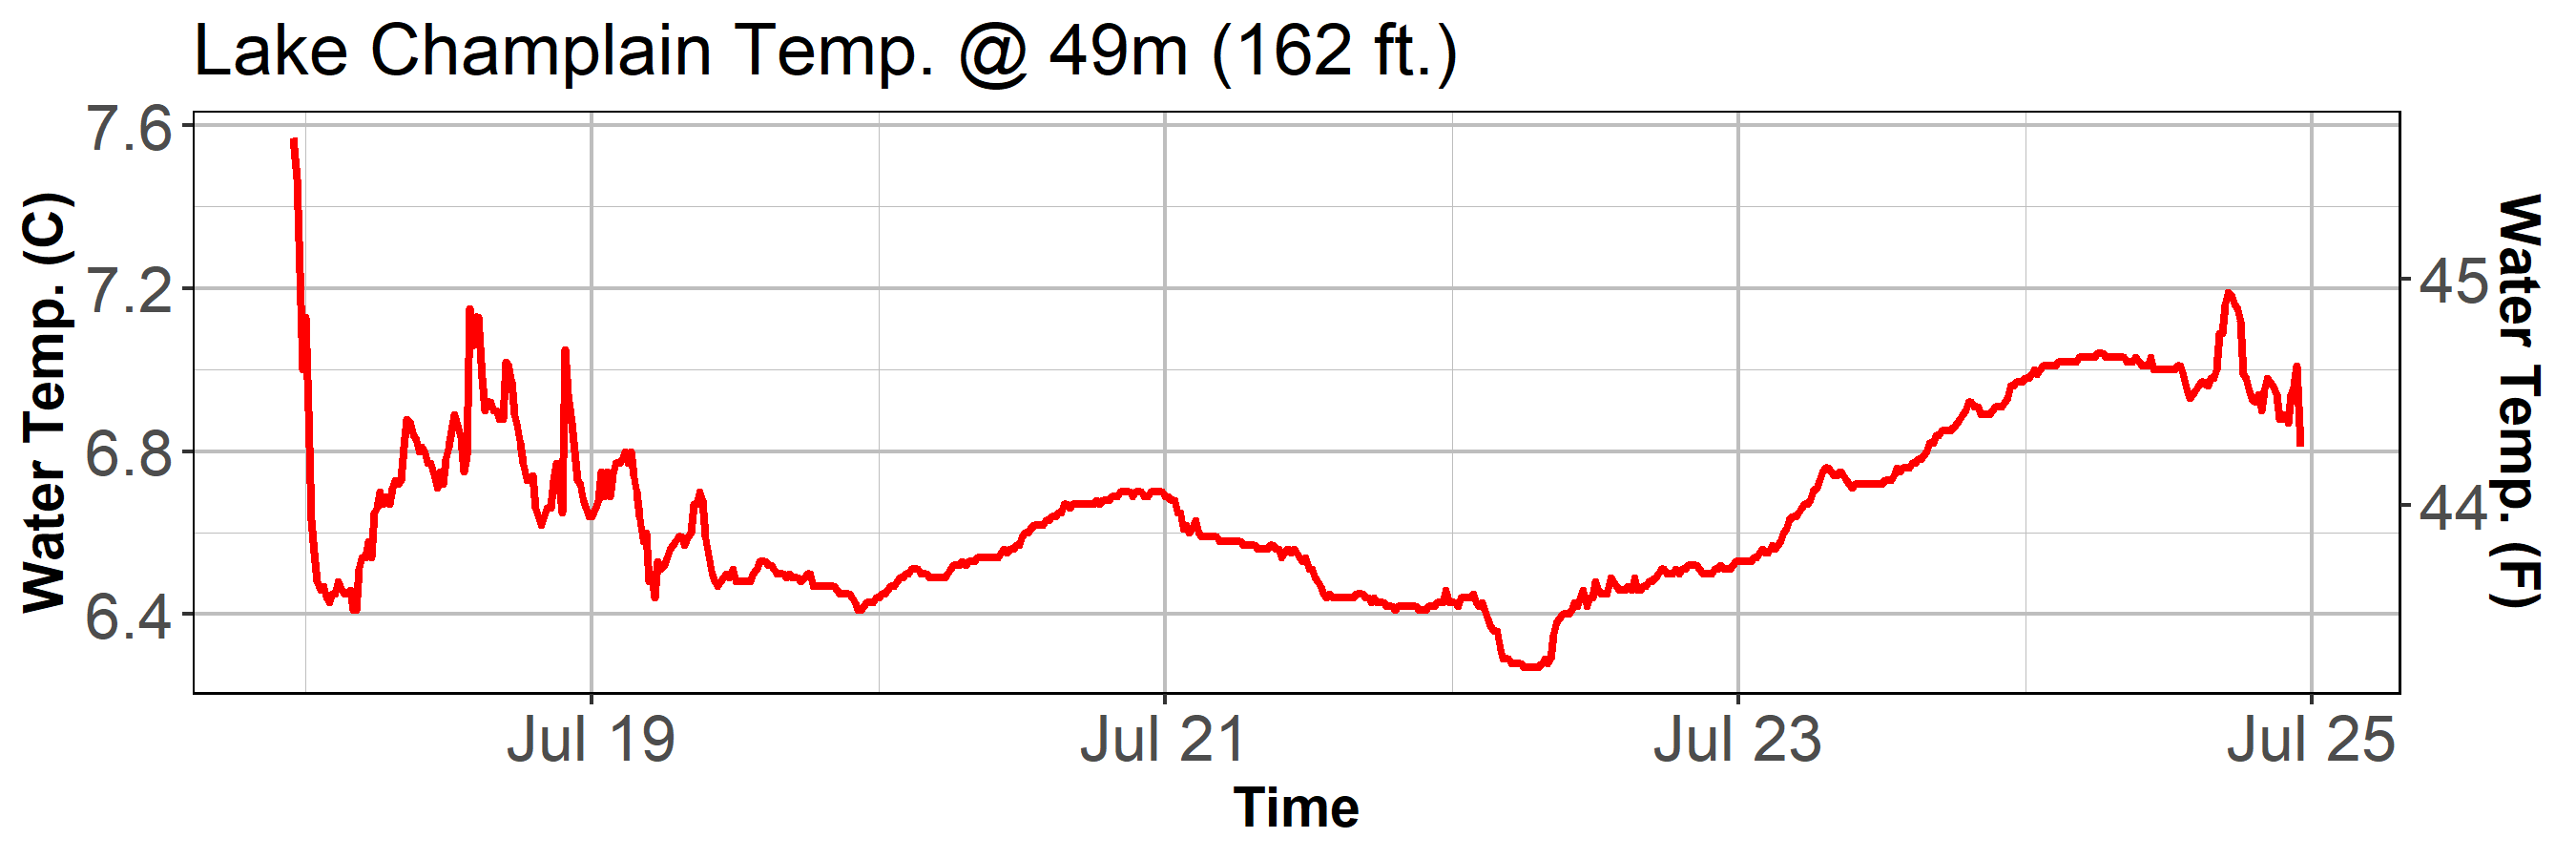 Lake Champlain Temp. @ 49m (162 ft.)
Water Temp. (C)
7.6
7.2
6.8
6.4
45
44
Water Temp. (F)
Jul 19 Jul 21 Jul 23 Jul 25
Time